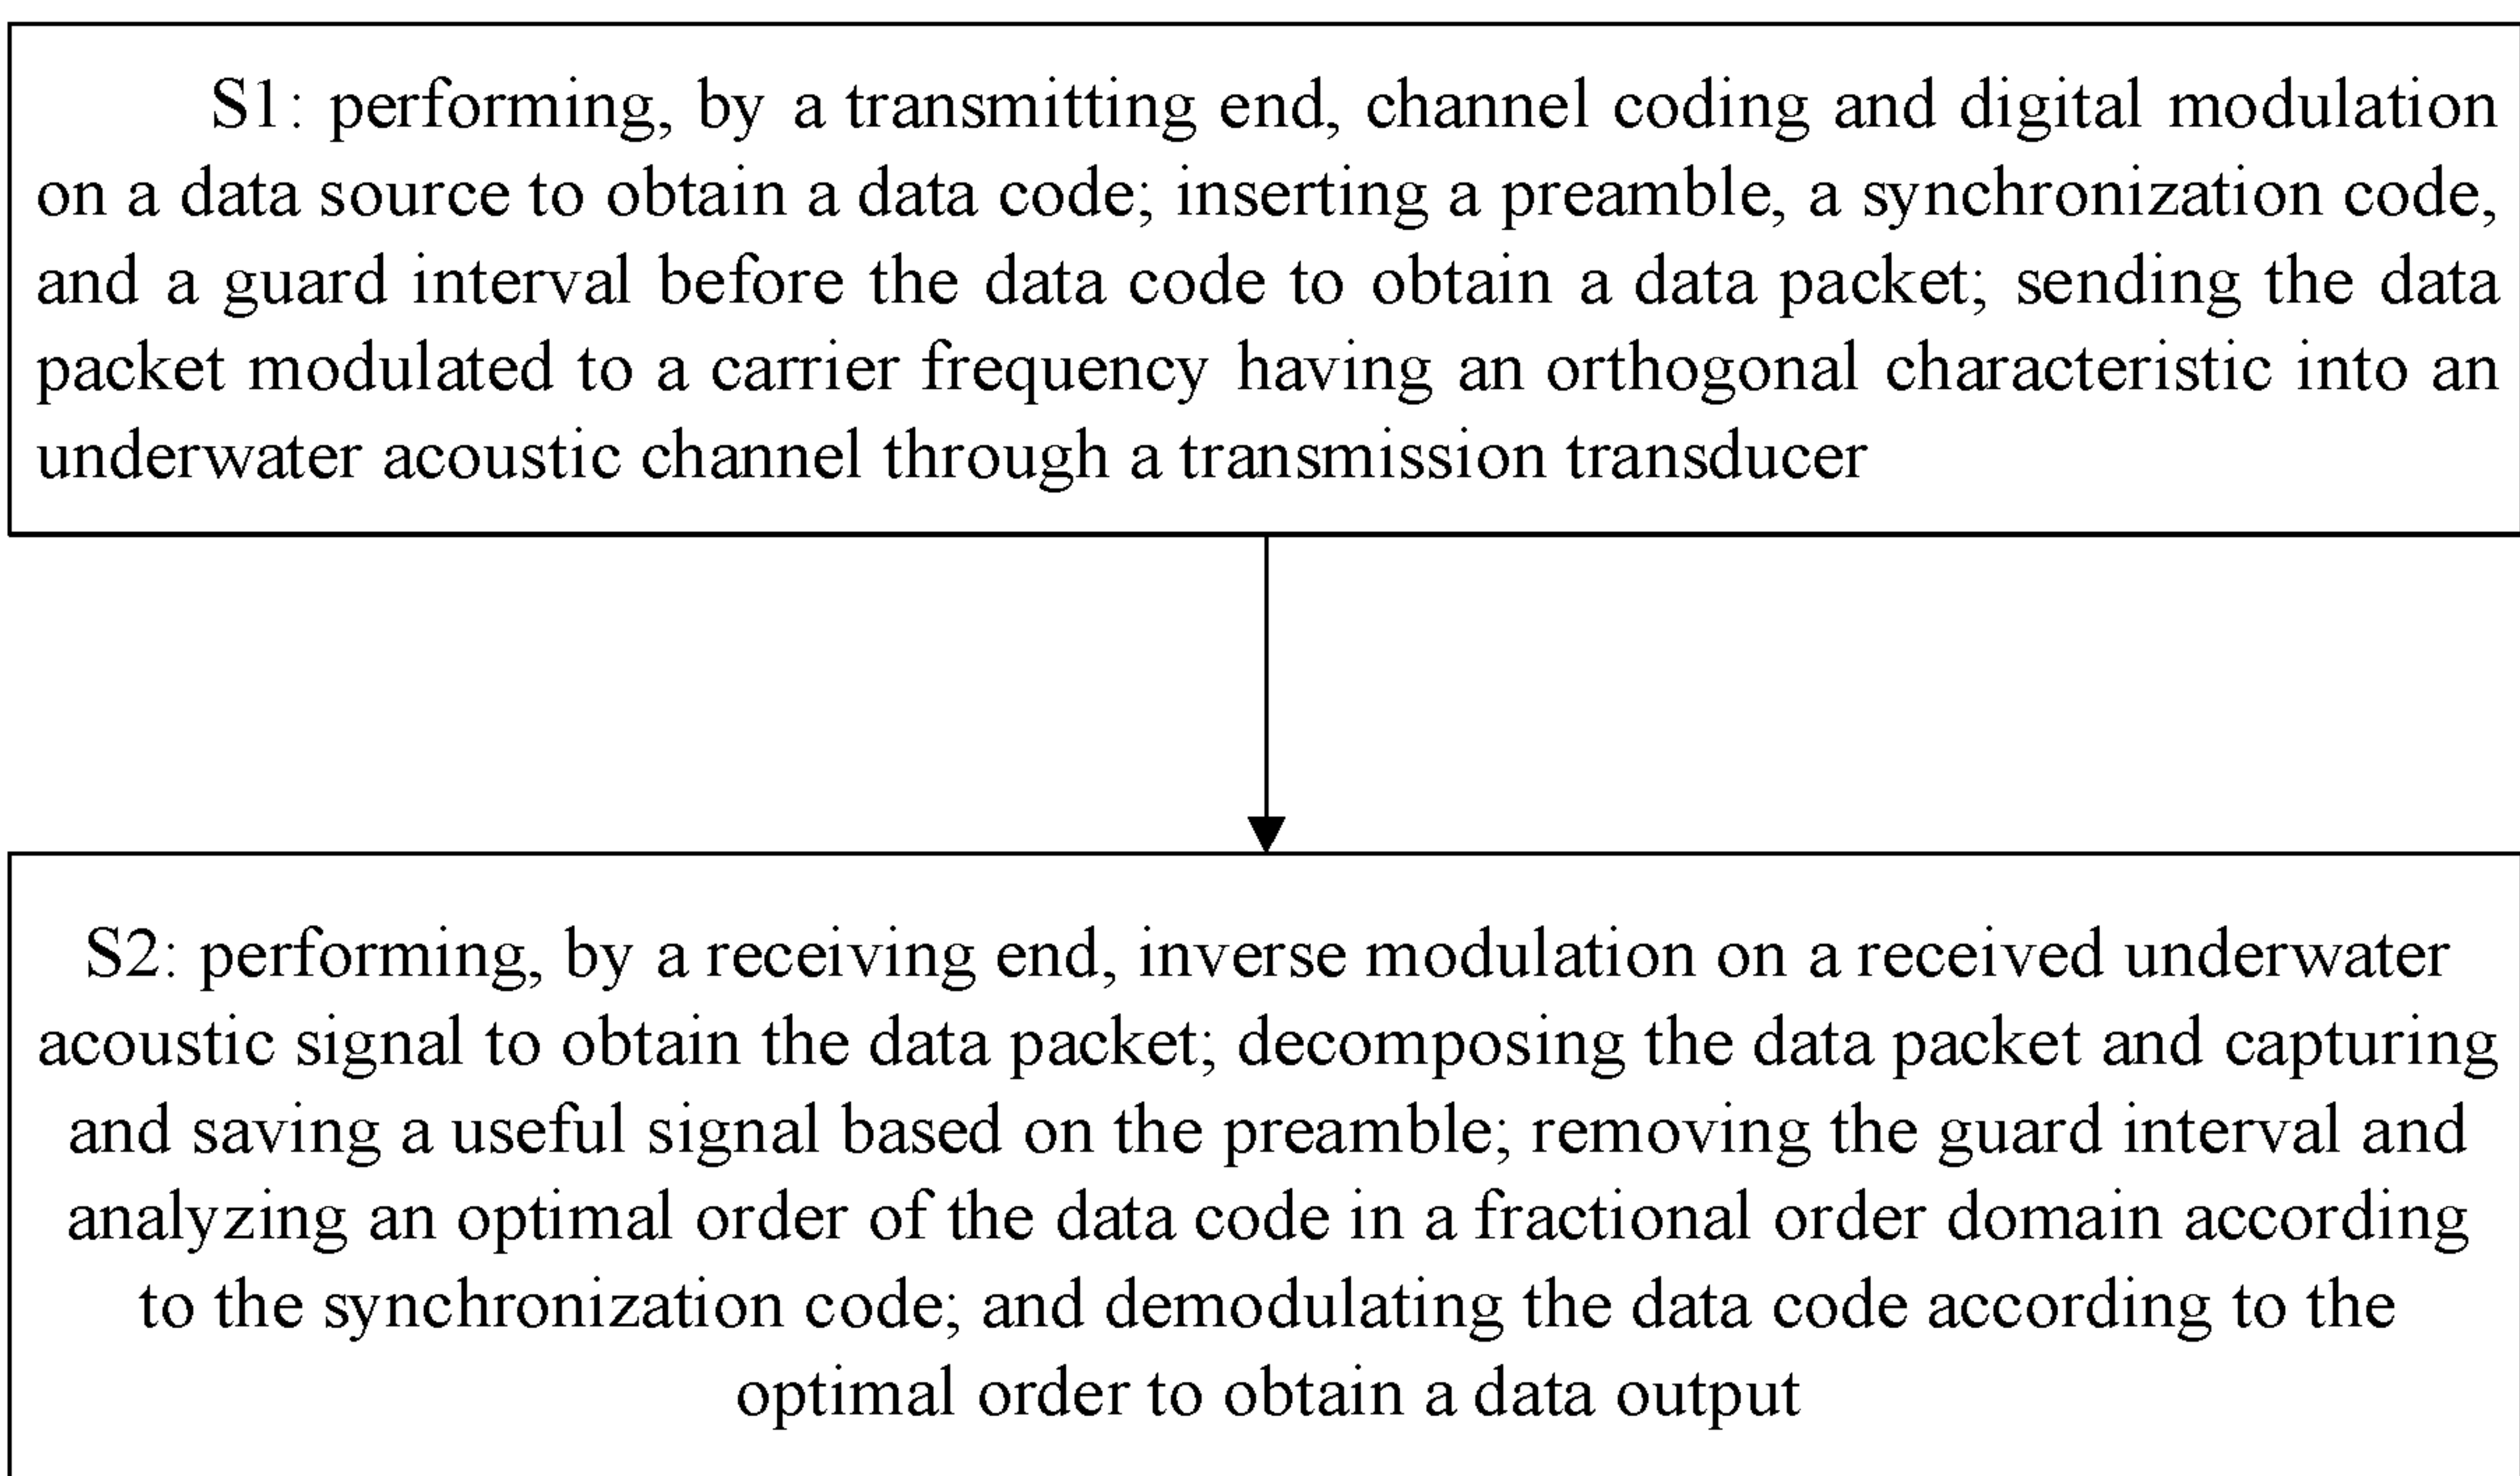 S1: performing, by a transmitting end, channel coding and digital modulation
on a data source to obtain a data code; inserting a preamble, a synchronization code,
and a guard interval before the data code to obtain a data packet; sending the data
packet modulated to a carrier frequency having an orthogonal characteristic into an
underwater acoustic channel through a transmission transducer
S2: performing, by a receiving end, inverse modulation on a received underwater
acoustic signal to obtain the data packet; decomposing the data packet and capturing
and saving a useful signal based on the preamble; removing the guard interval and
analyzing an optimal order of the data code in a fractional order domain according
to the synchronization code; and demodulating the data code according to the
optimal order to obtain a data output